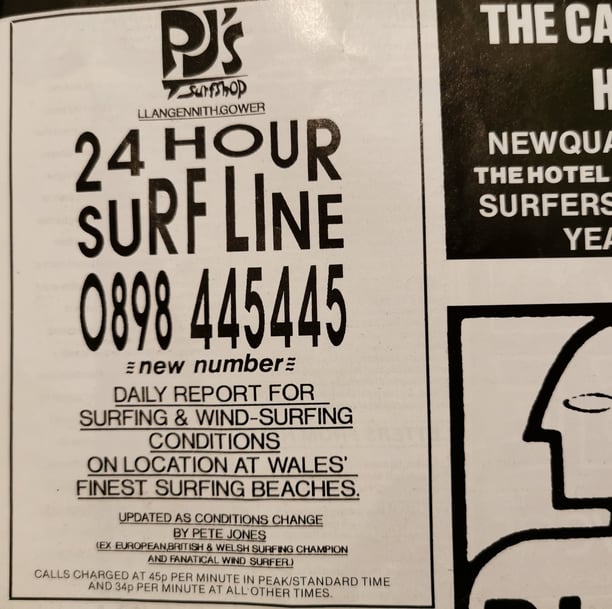 PJ's
SURFSHOP
LLANGENNITH.GOWER
24 HOUR
SURF LINE
0898 445445
new number
DAILY REPORT FOR
SURFING & WIND-SURFING
CONDITIONS
ON LOCATION AT WALES'
FINEST SURFING BEACHES.
UPDATED AS CONDITIONS CHANGE
BY PETE JONES
(EX EUROPEAN,BRITISH & WELSH SURFING CHAMPION
AND FANATICAL WIND SURFER.)
CALLS CHARGED AT 45p PER MINUTE IN PEAK/STANDARD TIME
AND 34p PER MINUTE AT ALL OTHER TIMES.
THE CA
H
NEWQUA
THE HOTEL
SURFERS
YEA